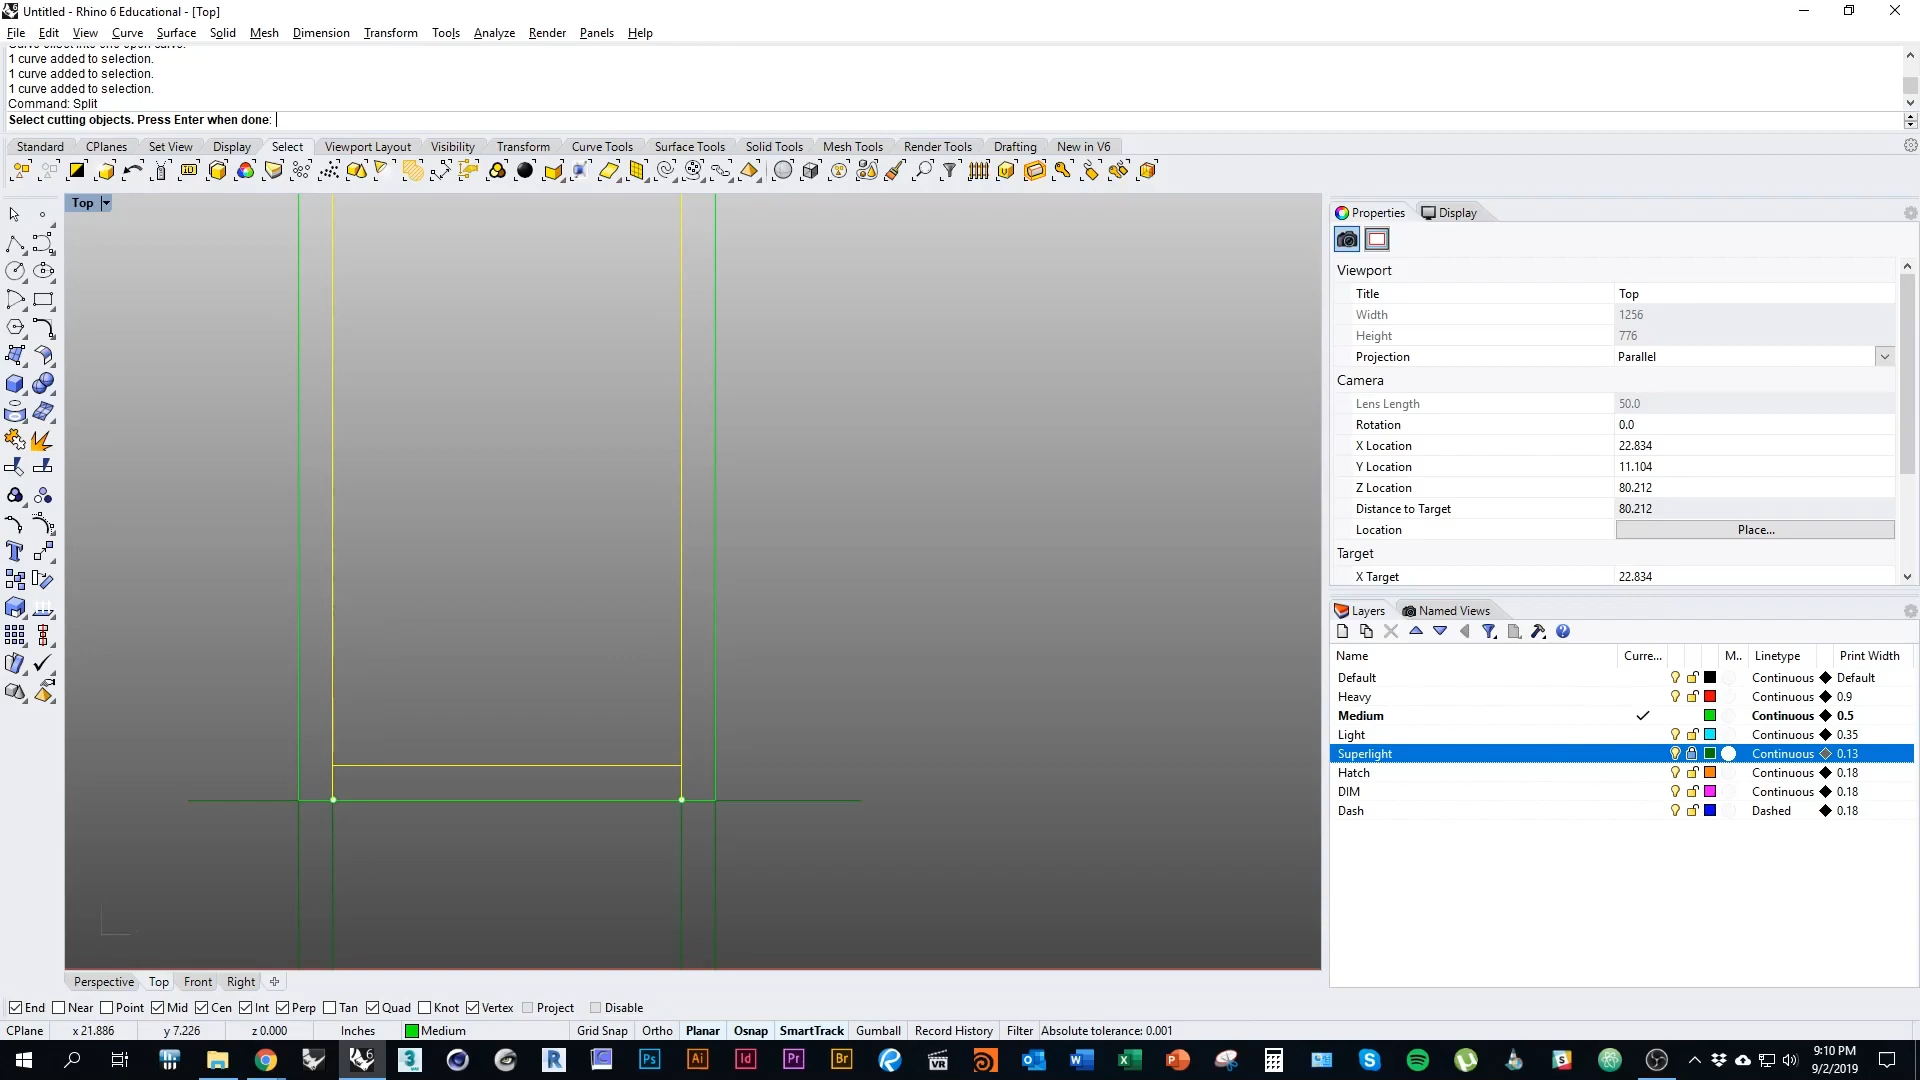 Untitled - Rhino 6 Educational - [Top]
File Edit View Curve Surface Solid Mesh Dimension Transform Tools Analyze Render Panels Help
Curve offset into one open curve.
1 curve added to selection.
1 curve added to selection.
1 curve added to selection.
Command: Split
Select cutting objects. Press Enter when done:
Standard CPlanes Set View Display Select Viewport Layout Visibility Transform Curve Tools Surface Tools Solid Tools Mesh Tools Render Tools Drafting New in V6
Top
Properties Display
Viewport
Title Top
Width 1256
Height 776
Projection Parallel
Camera
Lens Length 50.0
Rotation 0.0
X Location 22.834
Y Location 11.104
Z Location 80.212
Distance to Target 80.212
Location Place...
Target
X Target 22.834
Layers Named Views
Name Curre... M.. Linetype Print Width
Default Continuous Default
Heavy Continuous 0.9
Medium Continuous 0.5
Light Continuous 0.35
Superlight Continuous 0.13
Hatch Continuous 0.18
DIM Continuous 0.18
Dash Dashed 0.18
Perspective Top Front Right
End Near Point Mid Cen Int Perp Tan Quad Knot Vertex Project Disable
CPlane x 21.886 y 7.226 z 0.000 Inches Medium Grid Snap Ortho Planar Osnap SmartTrack Gumball Record History Filter Absolute tolerance: 0.001
9:10 PM
9/2/2019